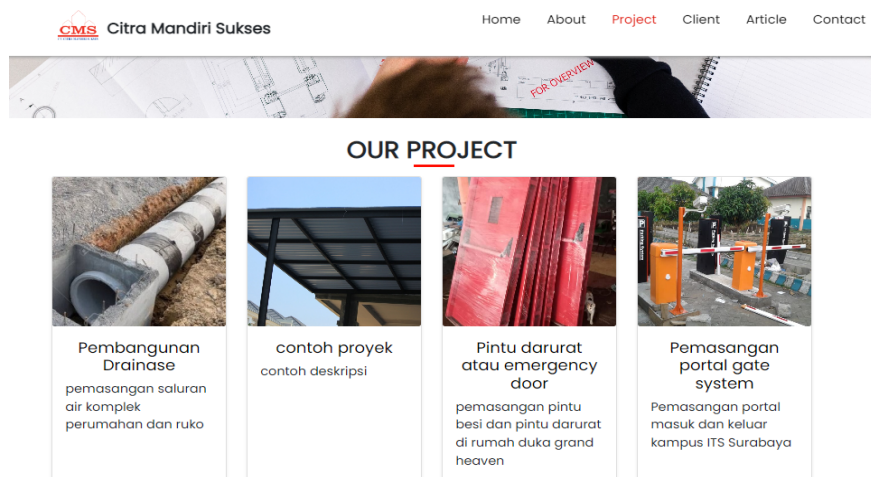 CMS Citra Mandiri Sukses
Home About Project Client Article Contact
FOR OVERVIEW
OUR PROJECT
Pembangunan
Drainase
pemasangan saluran
air komplek
perumahan dan ruko
contoh proyek
contoh deskripsi
Pintu darurat
atau emergency
door
pemasangan pintu
besi dan pintu darurat
di rumah duka grand
heaven
Pemasangan
portal gate
system
Pemasangan portal
masuk dan keluar
kampus ITS Surabaya